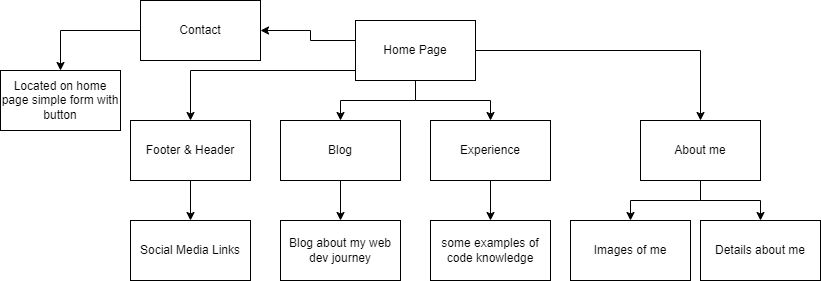 Contact
Home Page
Located on home
page simple form with
button
Footer & Header
Blog
Experience
About me
Social Media Links
Blog about my web
dev journey
some examples of
code knowledge
Images of me
Details about me